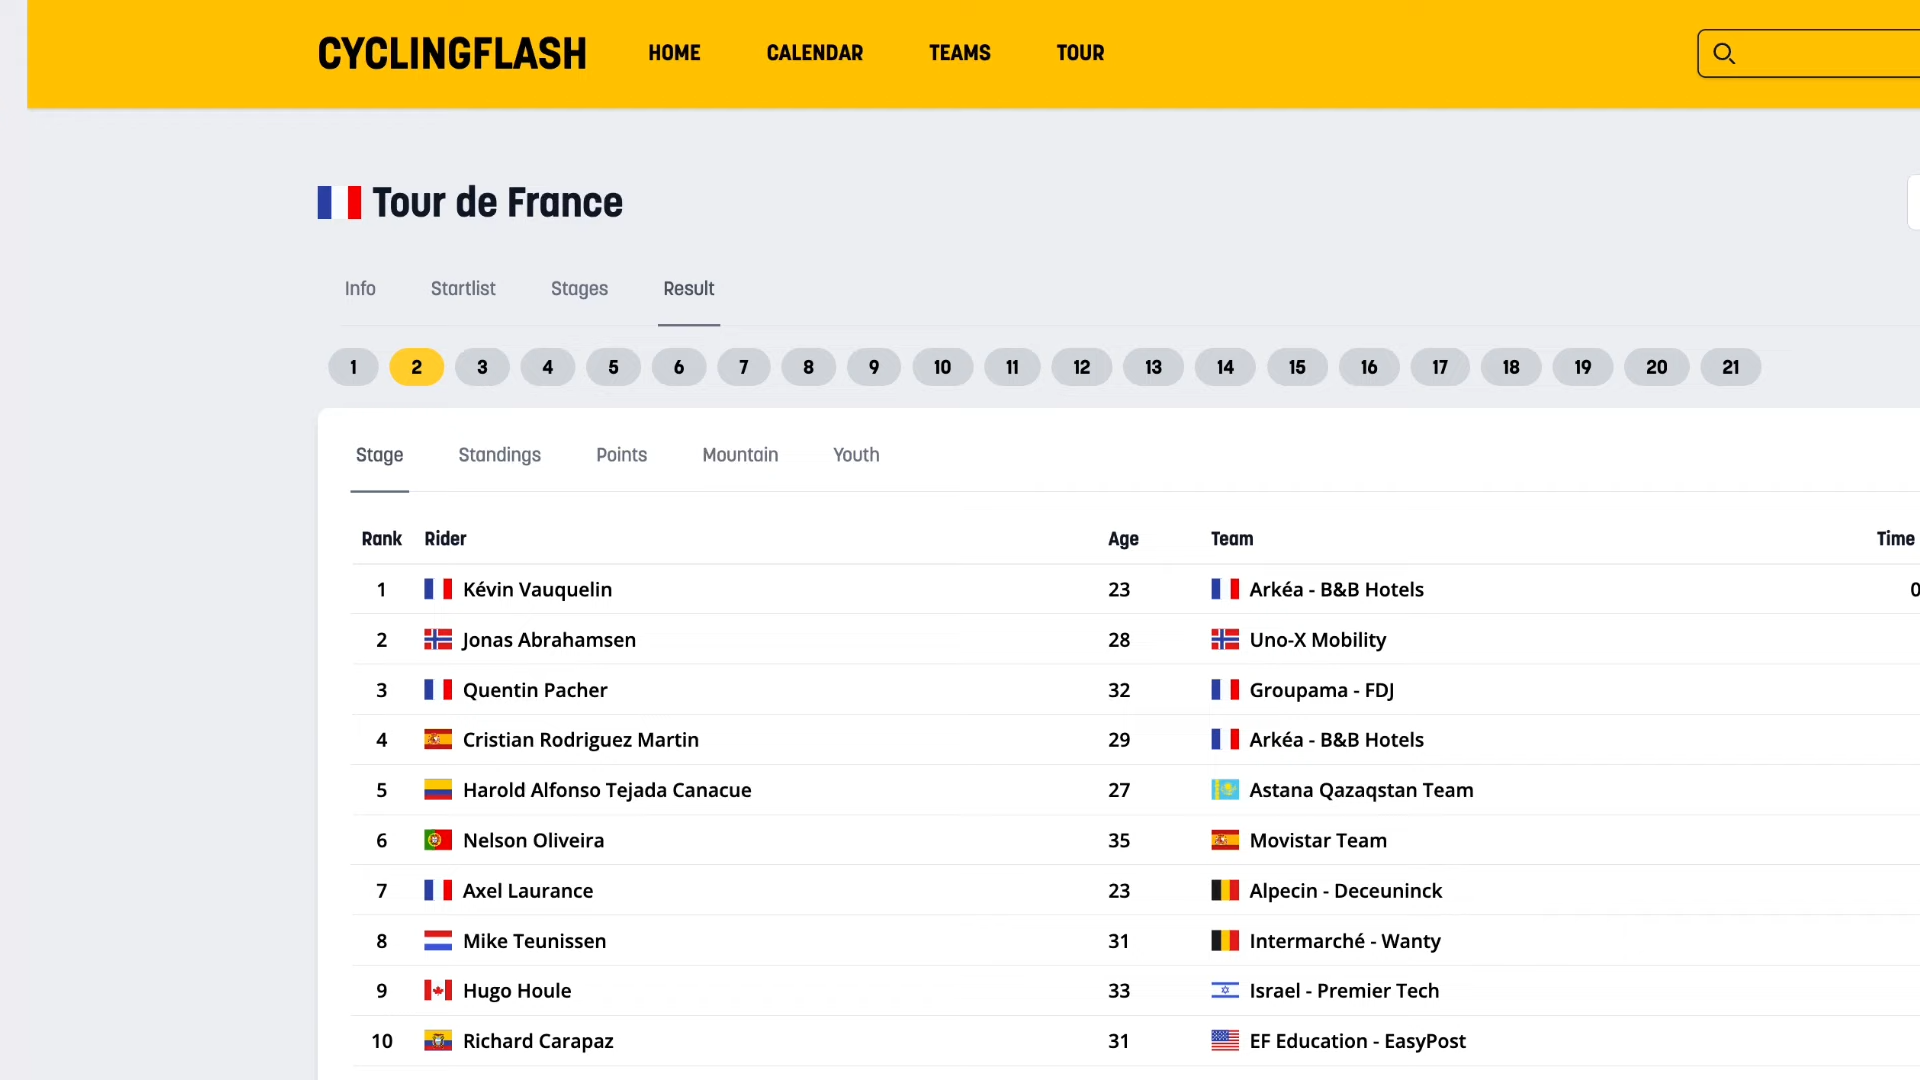 CYCLINGFLASH HOME CALENDAR TEAMS TOUR
Tour de France
Info Startlist Stages Result
1 2 3 4 5 6 7 8 9 10 11 12 13 14 15 16 17 18 19 20 21
Stage Standings Points Mountain Youth
Rank Rider Age Team Time
1 Kévin Vauquelin 23 Arkéa - B&B Hotels 0
2 Jonas Abrahamsen 28 Uno-X Mobility
3 Quentin Pacher 32 Groupama - FDJ
4 Cristian Rodriguez Martin 29 Arkéa - B&B Hotels
5 Harold Alfonso Tejada Canacue 27 Astana Qazaqstan Team
6 Nelson Oliveira 35 Movistar Team
7 Axel Laurance 23 Alpecin - Deceuninck
8 Mike Teunissen 31 Intermarché - Wanty
9 Hugo Houle 33 Israel - Premier Tech
10 Richard Carapaz 31 EF Education - EasyPost